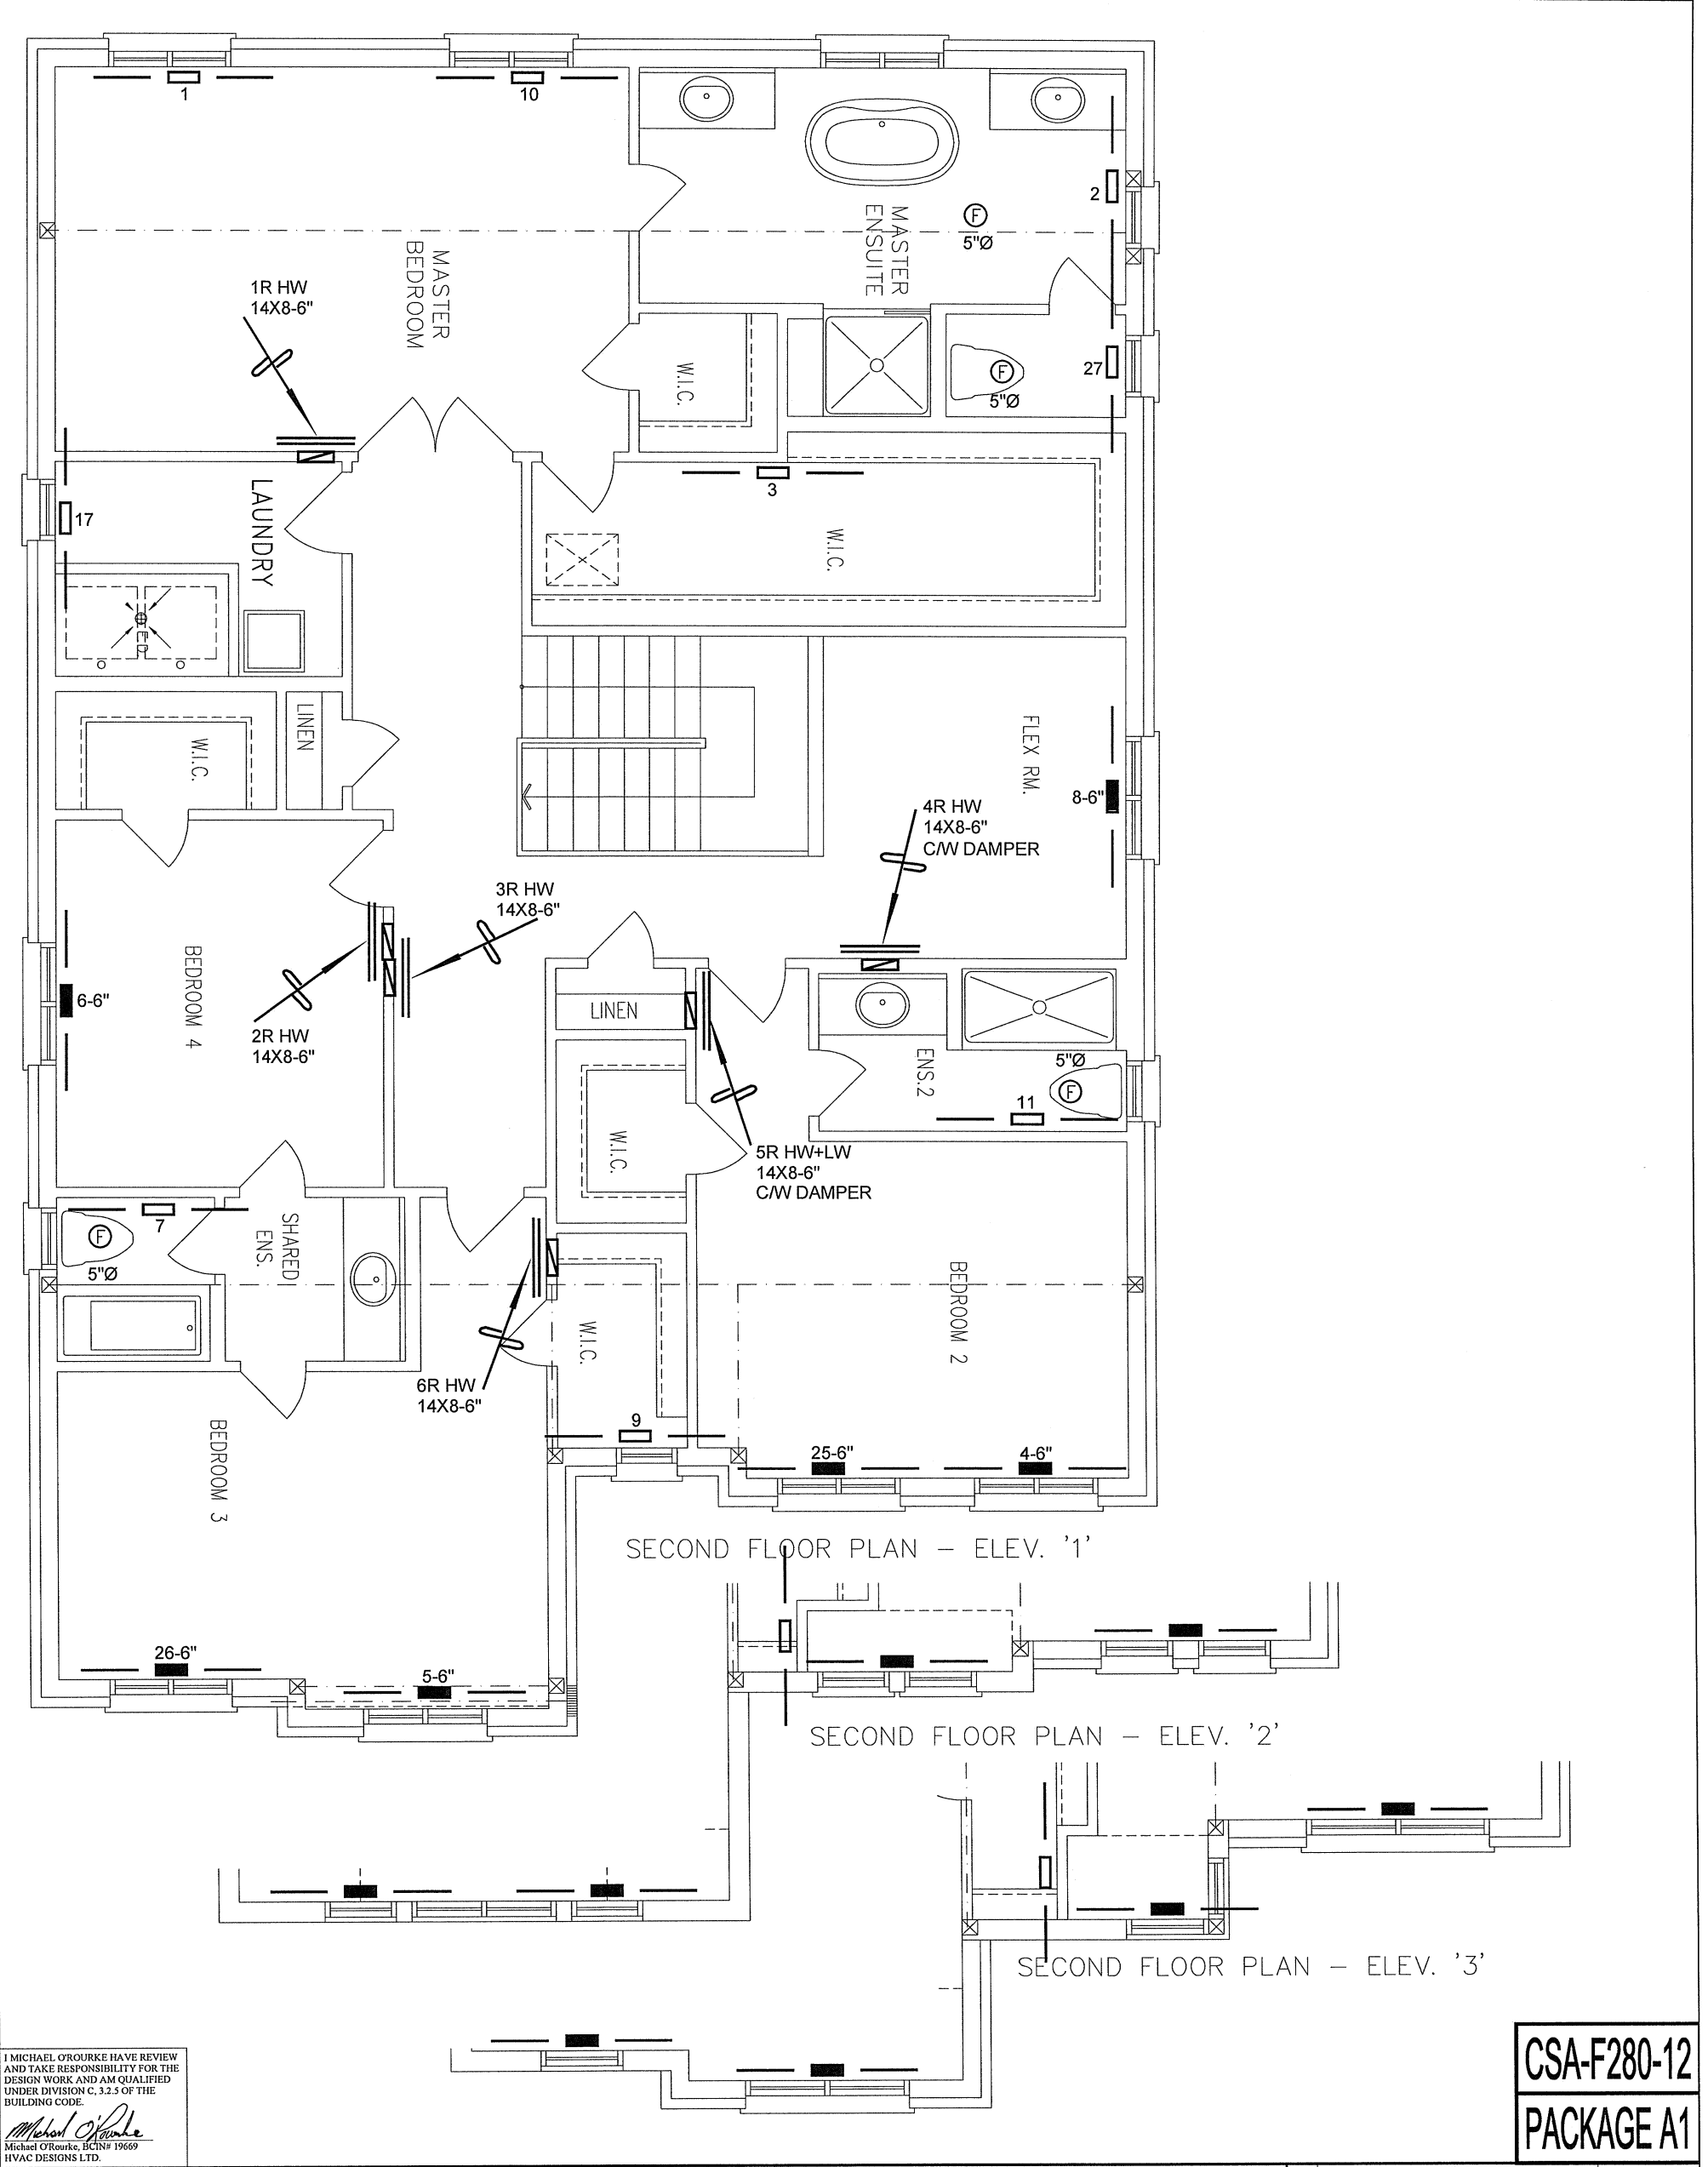 1
10
2
MASTER
ENSUITE
F
5"Ø
MASTER
BEDROOM
1R HW
14X8-6"
W.I.C.
F
5"Ø
27
3
17
LAUNDRY
W.I.C.
LINEN
W.I.C.
FLEX RM.
8-6"
4R HW
14X8-6"
C/W DAMPER
3R HW
14X8-6"
BEDROOM 4
6-6"
2R HW
14X8-6"
LINEN
ENS.2
5"Ø
F
11
W.I.C.
5R HW+LW
14X8-6"
C/W DAMPER
7
F
5"Ø
SHARED
ENS.
BEDROOM 2
W.I.C.
6R HW
14X8-6"
9
BEDROOM 3
25-6"
4-6"
SECOND FLOOR PLAN - ELEV. '1'
26-6"
5-6"
SECOND FLOOR PLAN - ELEV. '2'
SECOND FLOOR PLAN - ELEV. '3'
I MICHAEL O'ROURKE HAVE REVIEW
AND TAKE RESPONSIBILITY FOR THE
DESIGN WORK AND AM QUALIFIED
UNDER DIVISION C, 3.2.5 OF THE
BUILDING CODE.
Michael O'Rourke
Michael O'Rourke, BCIN# 19669
HVAC DESIGNS LTD.
CSA-F280-12
PACKAGE A1